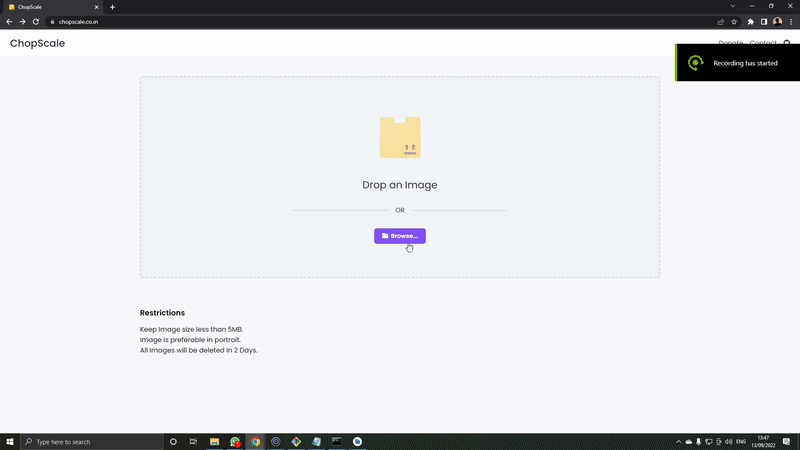 ChopScale
chopscale.co.in
ChopScale
Donate Contact
Recording has started
Drop an Image
OR
Browse...
Restrictions
Keep Image size less than 5MB.
Image is preferable in portrait.
All Images will be deleted in 2 Days.
Type here to search
ENG
13:47
13/09/2022